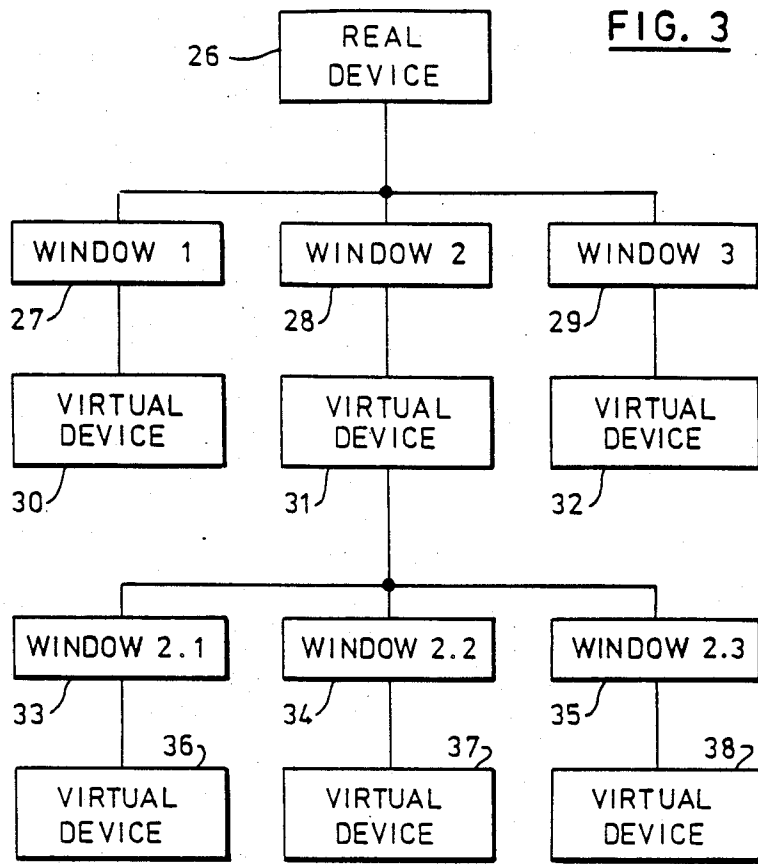 FIG. 3
26
REAL
DEVICE
WINDOW 1
WINDOW 2
WINDOW 3
27
28
29
VIRTUAL
DEVICE
VIRTUAL
DEVICE
VIRTUAL
DEVICE
30
31
32
WINDOW 2.1
WINDOW 2.2
WINDOW 2.3
33
34
35
36
37
38
VIRTUAL
DEVICE
VIRTUAL
DEVICE
VIRTUAL
DEVICE